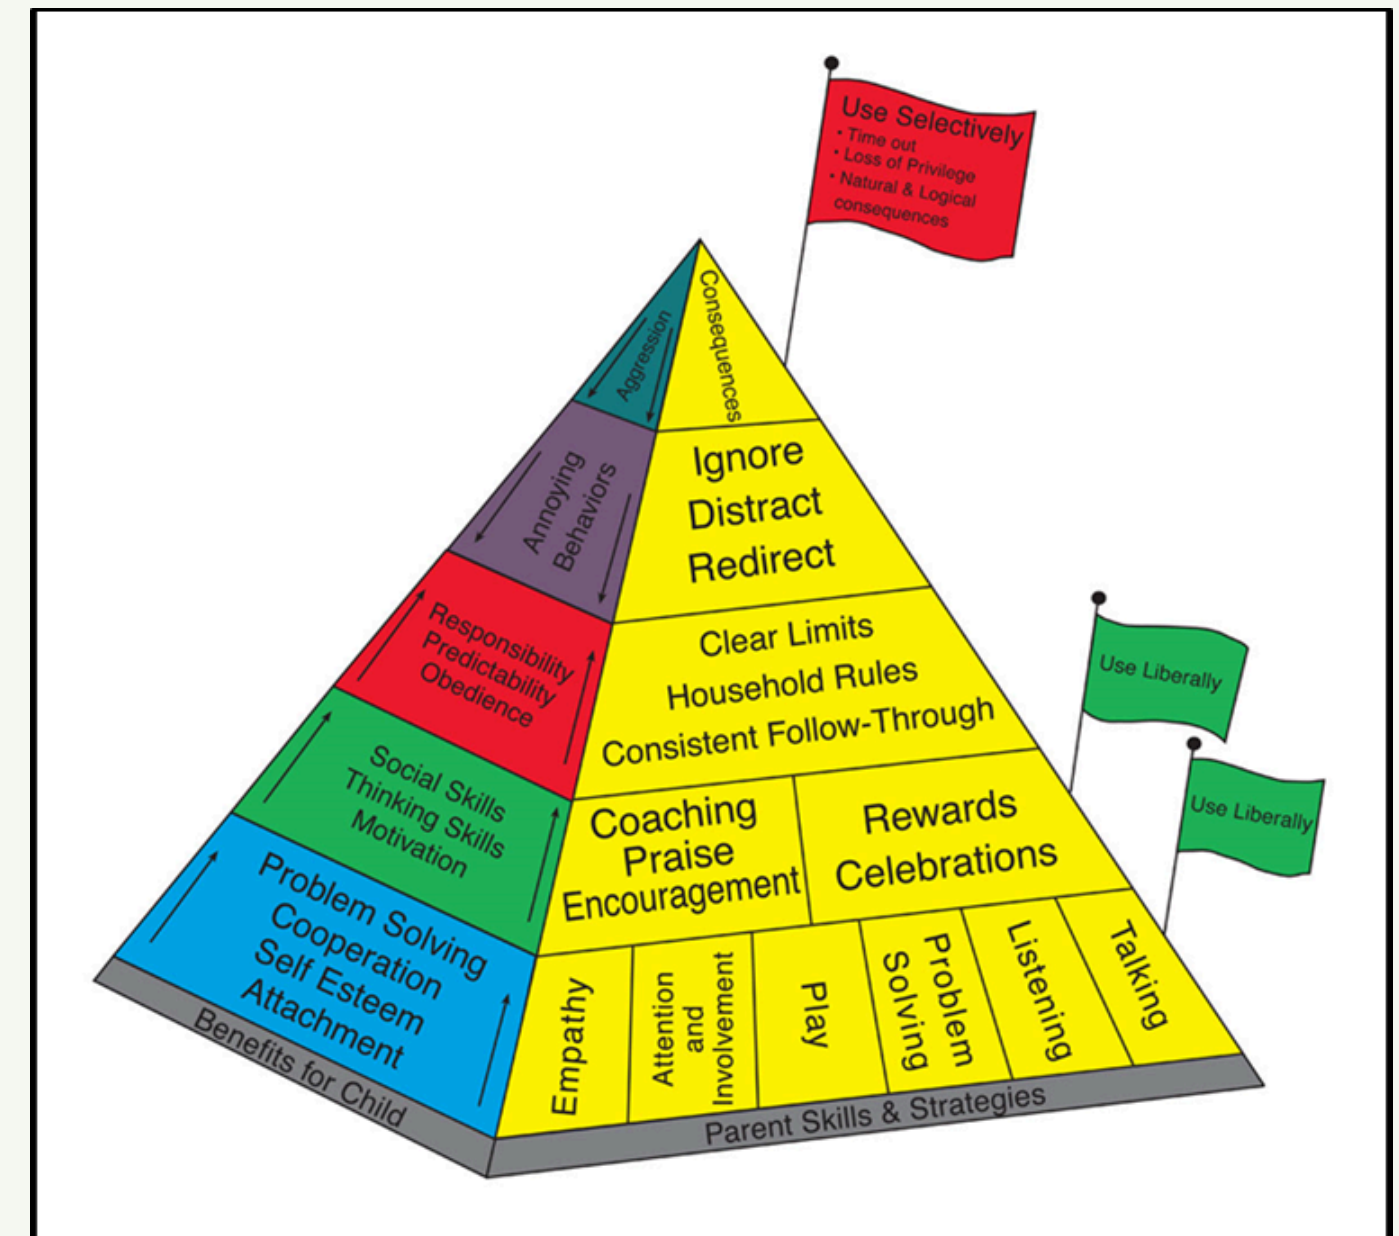 Use Selectively
• Time out
• Loss of Privilege
• Natural & Logical
consequences
Aggression
Consequences
Annoying
Behaviors
Ignore
Distract
Redirect
Responsibility
Predictability
Obedience
Clear Limits
Household Rules
Consistent Follow-Through
Use Liberally
Social Skills
Thinking Skills
Motivation
Coaching
Praise
Encouragement
Rewards
Celebrations
Use Liberally
Problem Solving
Cooperation
Self Esteem
Attachment
Empathy
Attention
and
Involvement
Play
Problem
Solving
Listening
Talking
Benefits for Child
Parent Skills & Strategies